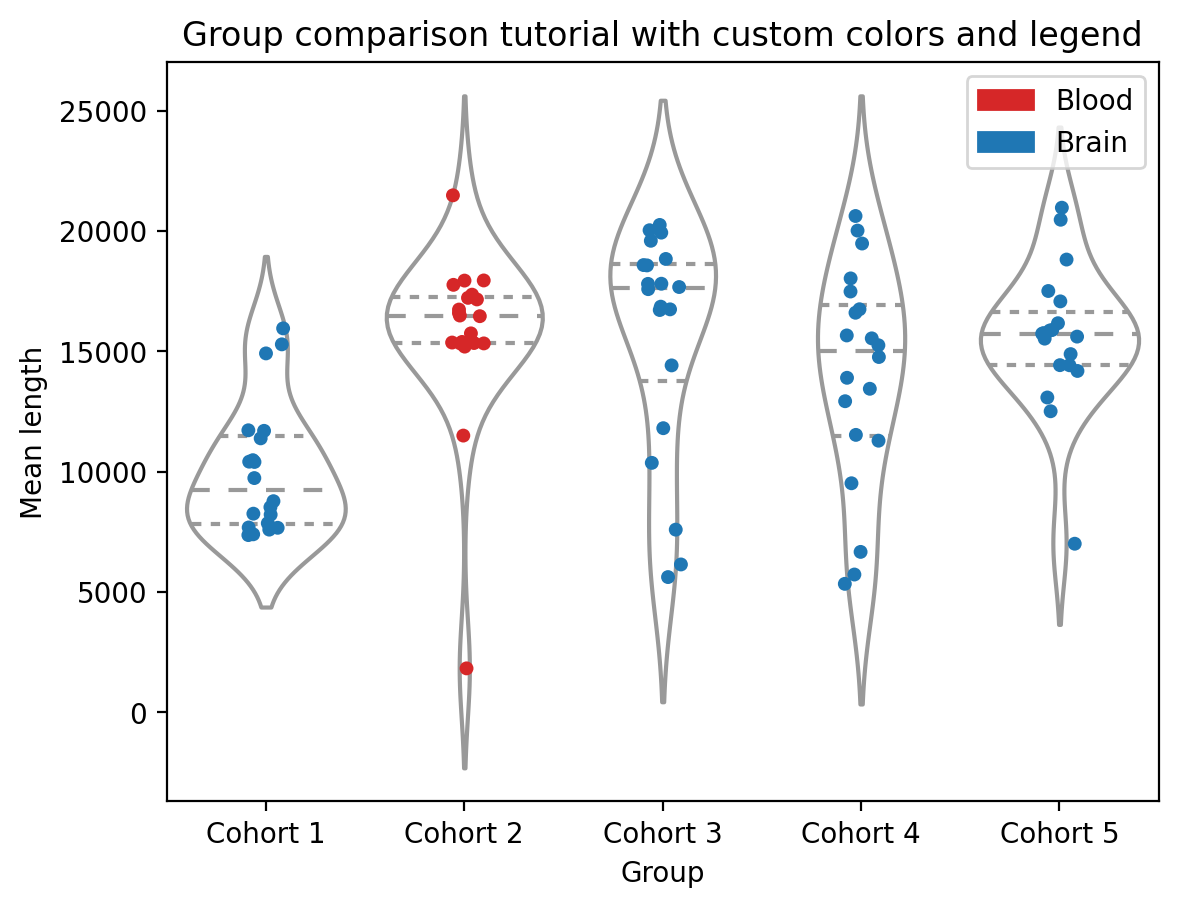 Group comparison tutorial with custom colors and legend
Blood
Brain
25000
20000
15000
10000
5000
0
Mean length
Cohort 1 Cohort 2 Cohort 3 Cohort 4 Cohort 5
Group